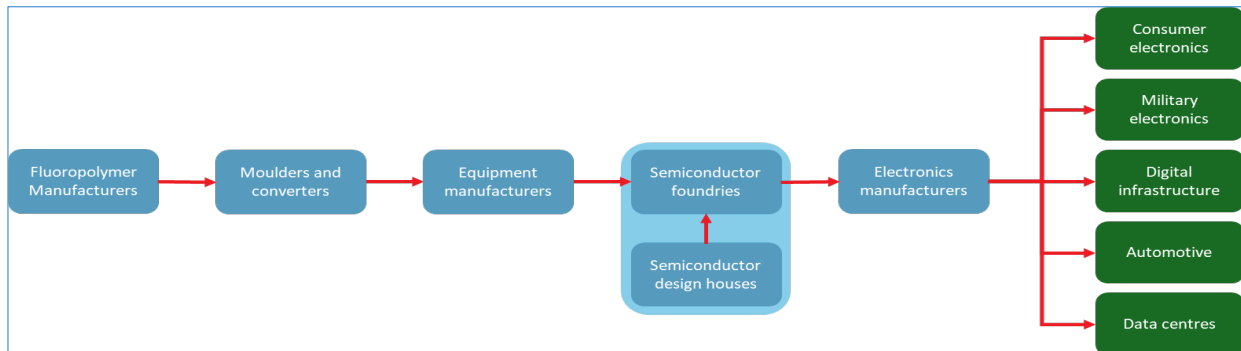 Fluoropolymer
Manufacturers
Moulders and
converters
Equipment
manufacturers
Semiconductor
foundries
Semiconductor
design houses
Electronics
manufacturers
Consumer
electronics
Military
electronics
Digital
infrastructure
Automotive
Data centres